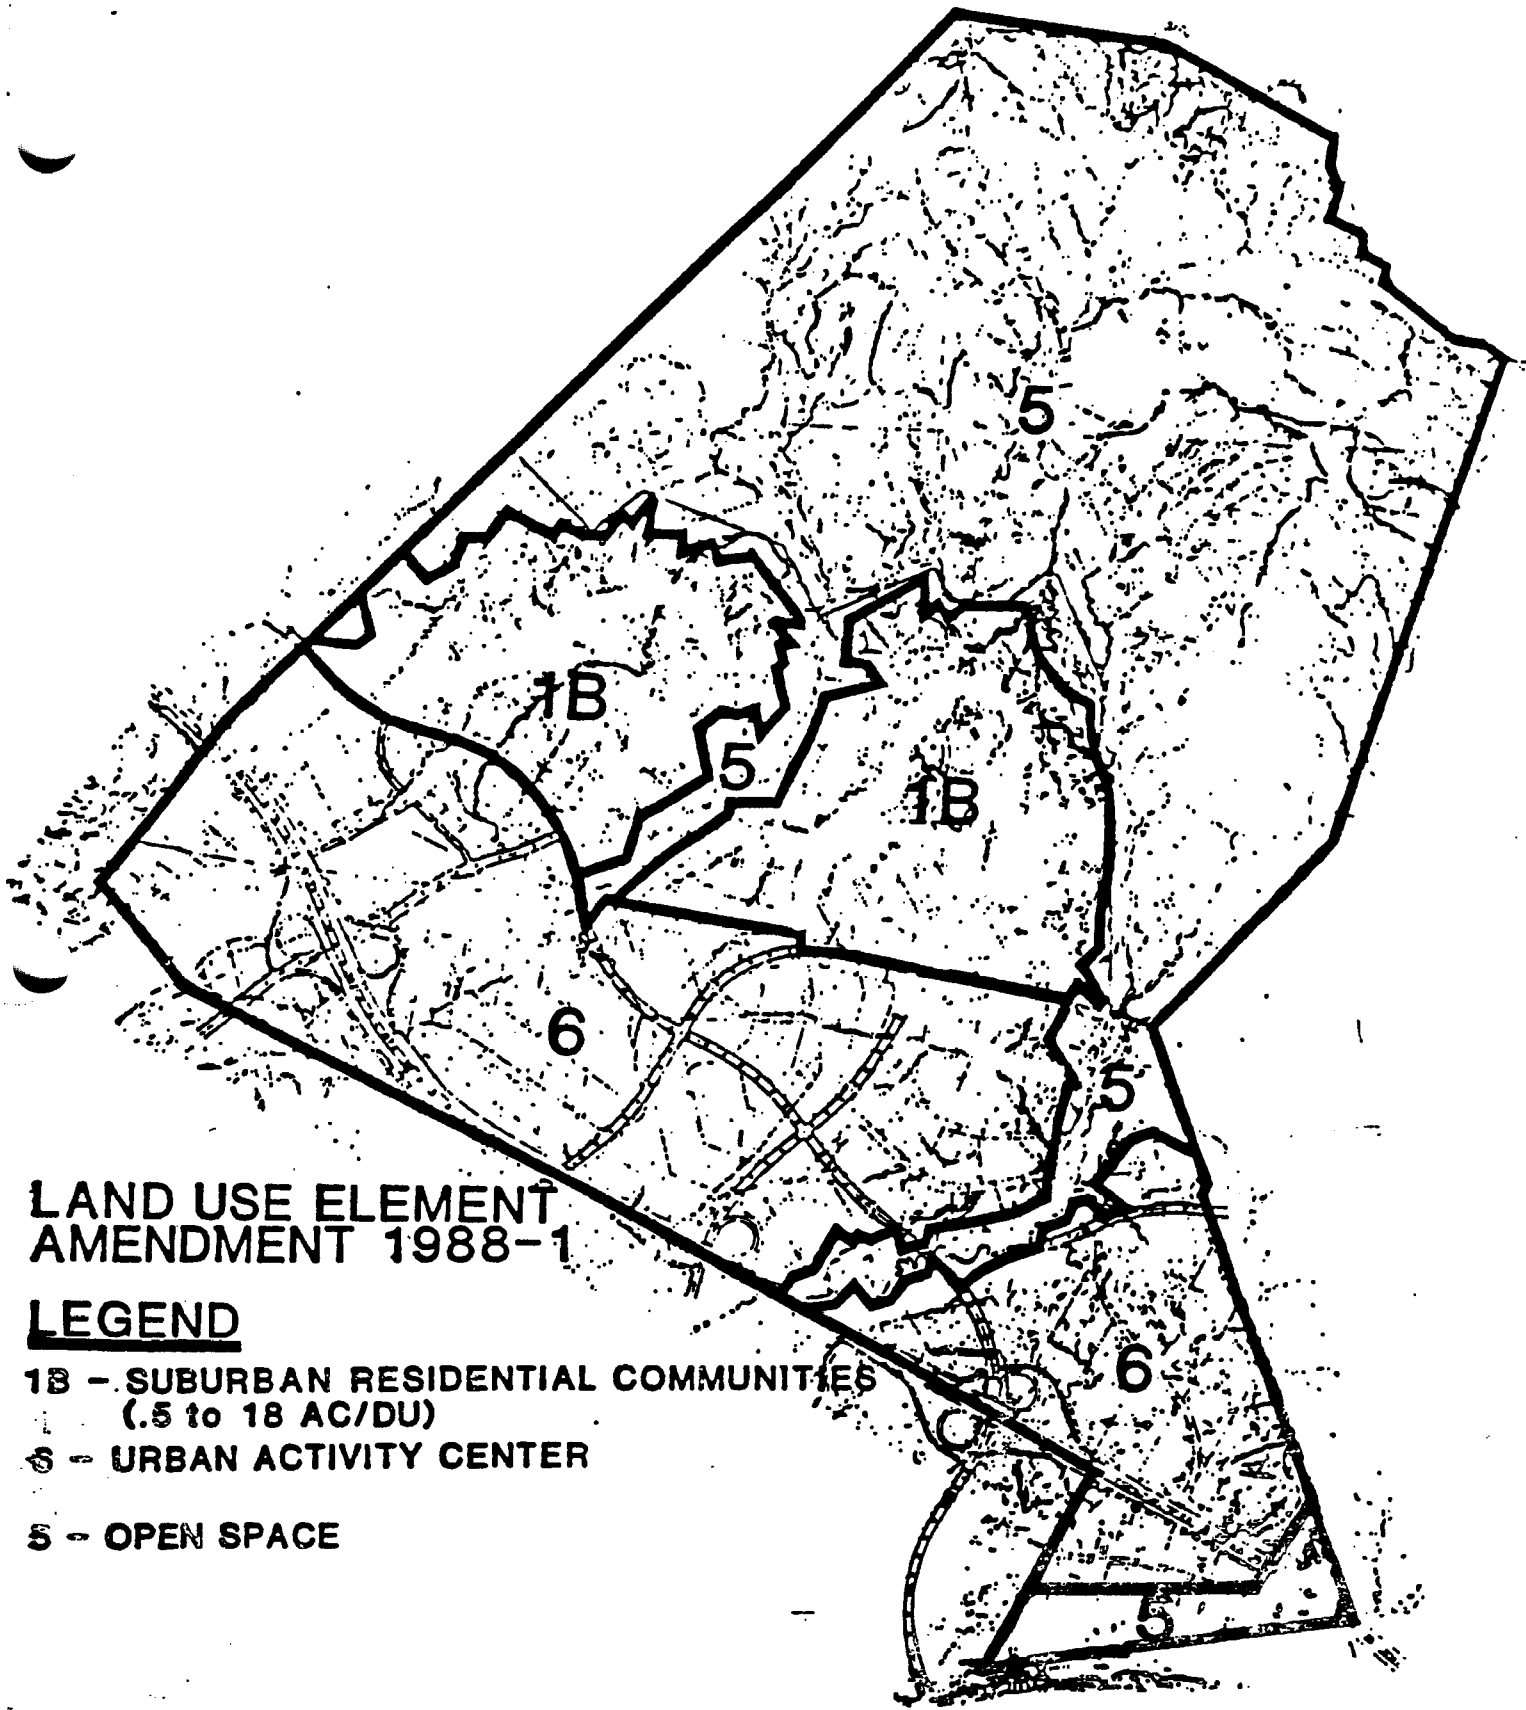 5
1B
5
1B
6
5
LAND USE ELEMENT
AMENDMENT 1988-1
LEGEND
1B - SUBURBAN RESIDENTIAL COMMUNITIES
(.5 to 18 AC/DU)
6 - URBAN ACTIVITY CENTER
6
5 - OPEN SPACE
5